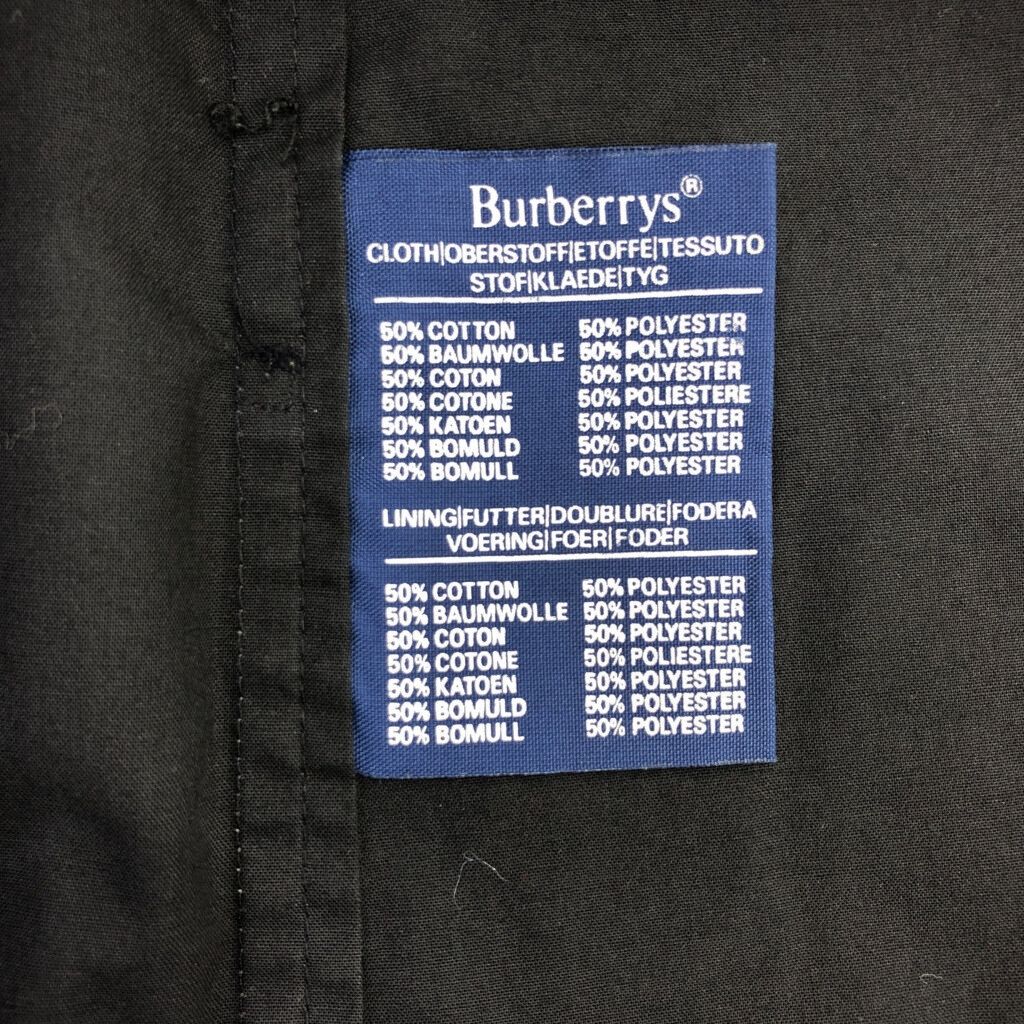 Burberrys®
CLOTH|OBERSTOFF|ETOFFE|TESSUTO
STOF|KLAEDE|TYG
50% COTTON 50% POLYESTER
50% BAUMWOLLE 50% POLYESTER
50% COTON 50% POLYESTER
50% COTONE 50% POLIESTERE
50% KATOEN 50% POLYESTER
50% BOMULD 50% POLYESTER
50% BOMULL 50% POLYESTER
LINING|FUTTER|DOUBLURE|FODERA
VOERING|FOER|FODER
50% COTTON 50% POLYESTER
50% BAUMWOLLE 50% POLYESTER
50% COTON 50% POLYESTER
50% COTONE 50% POLIESTERE
50% KATOEN 50% POLYESTER
50% BOMULD 50% POLYESTER
50% BOMULL 50% POLYESTER